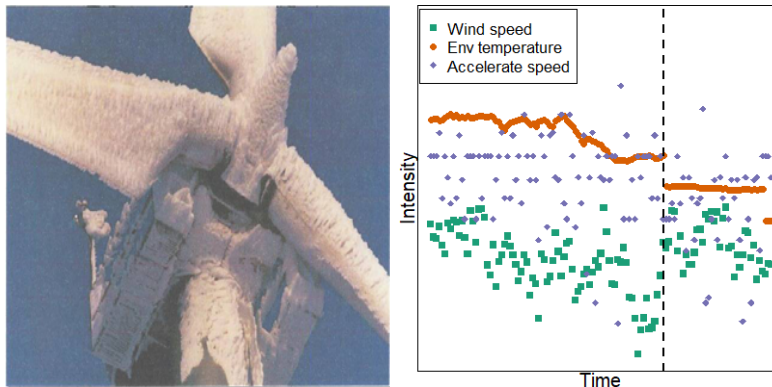 Wind speed
Env temperature
Accelerate speed
Intensity
Time